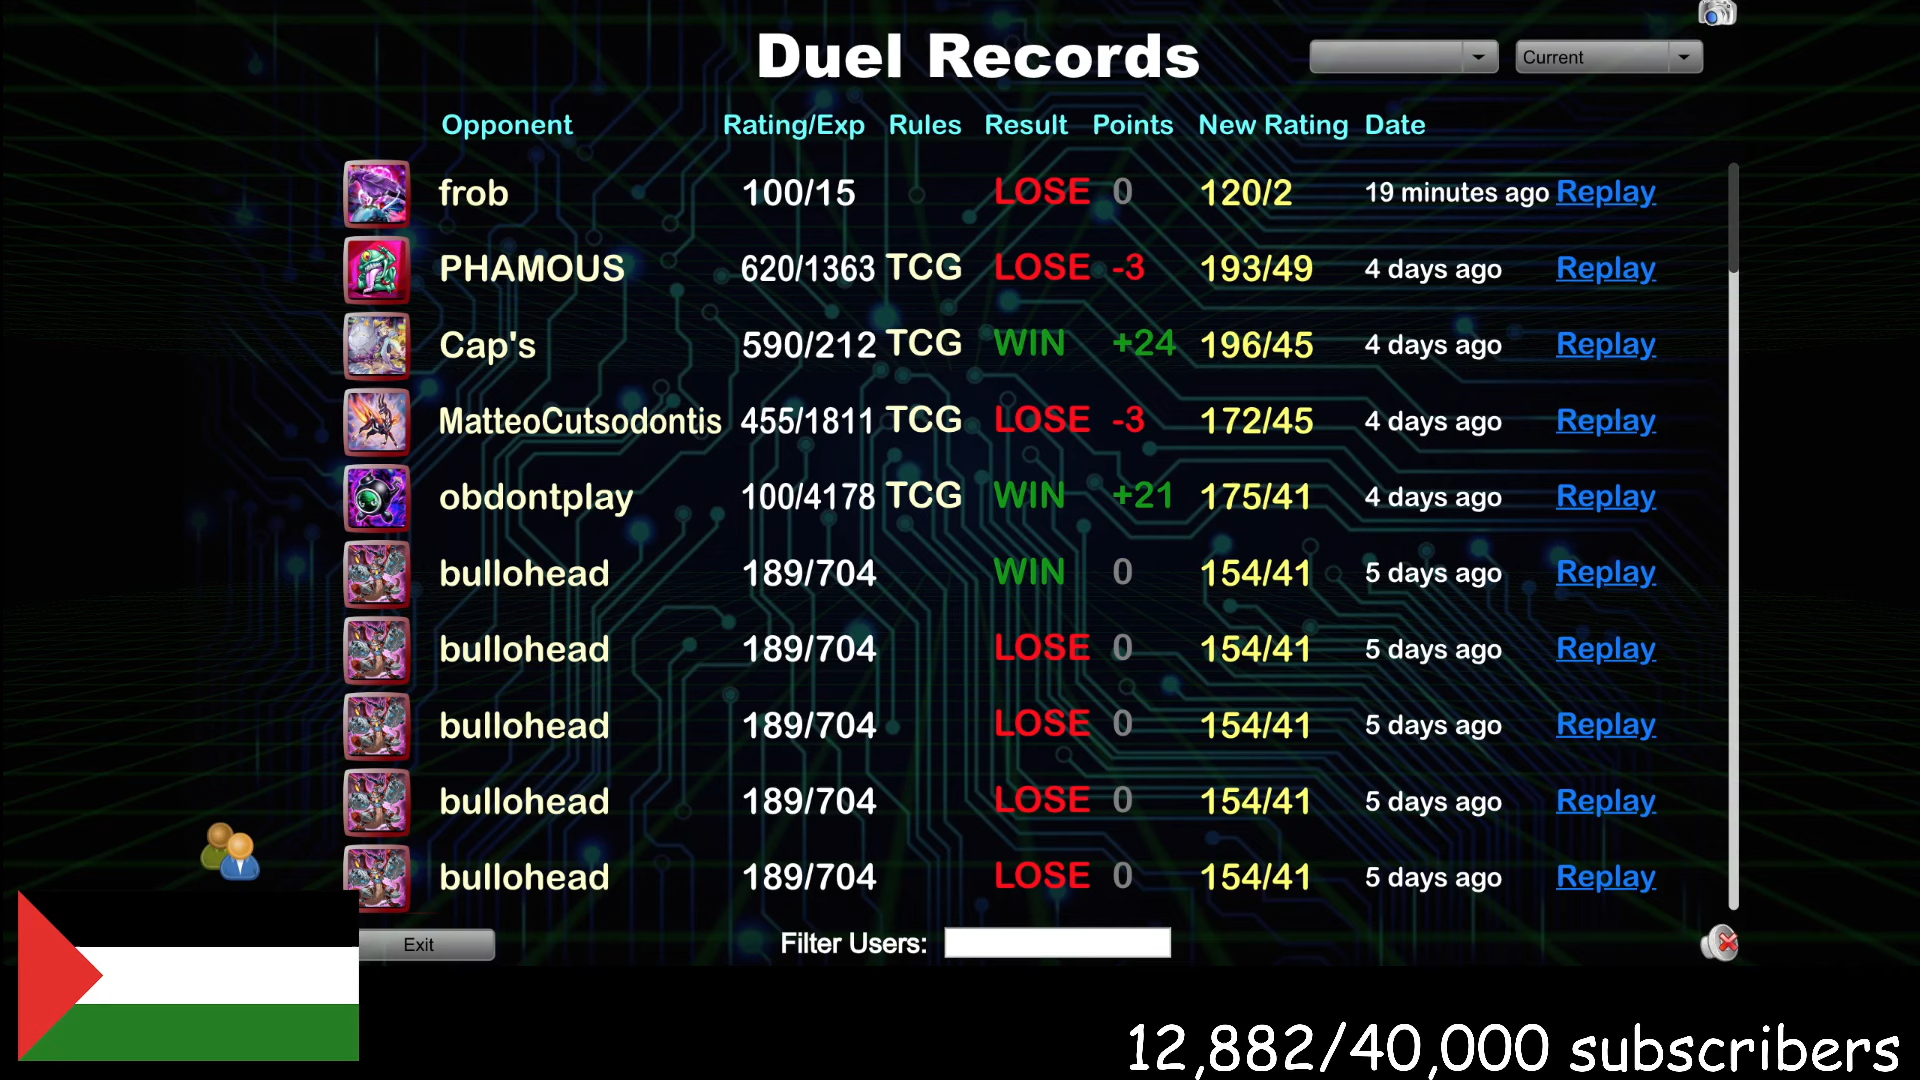 Duel Records
Current
Opponent Rating/Exp Rules Result Points New Rating Date
frob 100/15 LOSE 0 120/2 19 minutes ago Replay
PHAMOUS 620/1363 TCG LOSE -3 193/49 4 days ago Replay
Cap's 590/212 TCG WIN +24 196/45 4 days ago Replay
MatteoCutsodontis 455/1811 TCG LOSE -3 172/45 4 days ago Replay
obdontplay 100/4178 TCG WIN +21 175/41 4 days ago Replay
bullohead 189/704 WIN 0 154/41 5 days ago Replay
bullohead 189/704 LOSE 0 154/41 5 days ago Replay
bullohead 189/704 LOSE 0 154/41 5 days ago Replay
bullohead 189/704 LOSE 0 154/41 5 days ago Replay
bullohead 189/704 LOSE 0 154/41 5 days ago Replay
Exit Filter Users:
12,882/40,000 subscribers